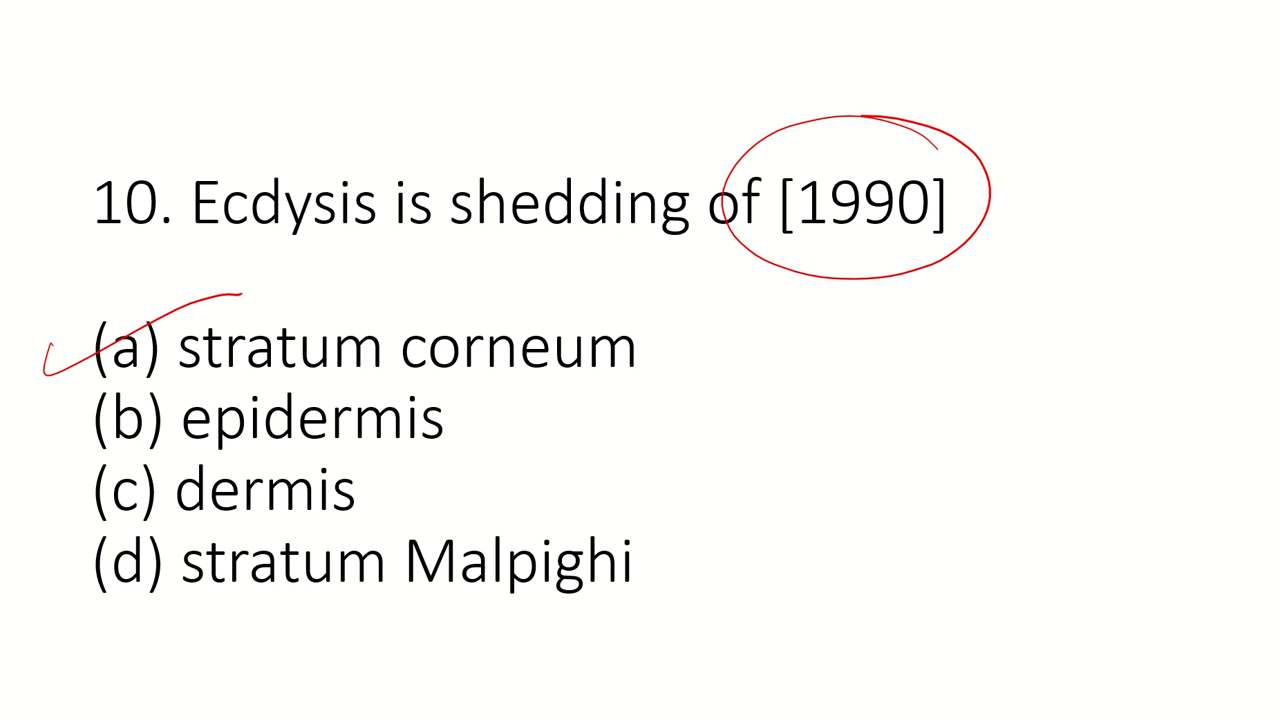 10. Ecdysis is shedding of [1990]
(a) stratum corneum
(b) epidermis
(c) dermis
(d) stratum Malpighi